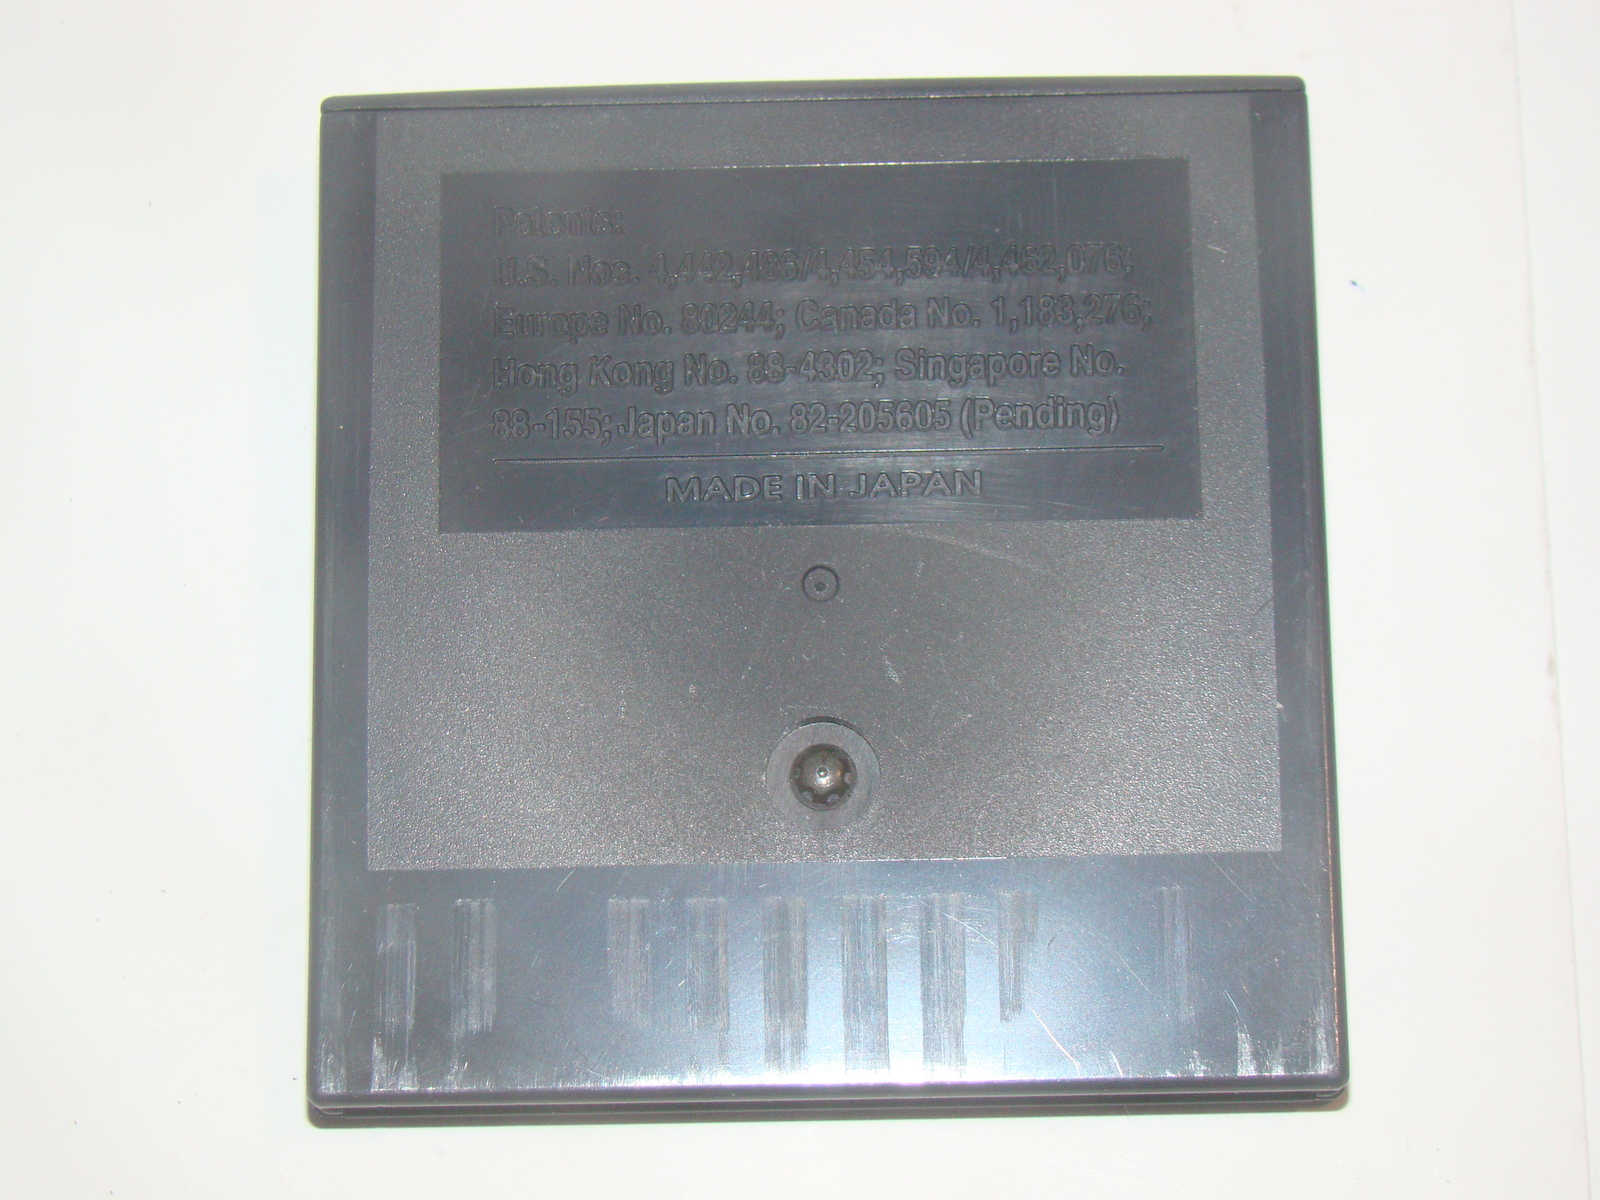 Patents:
U.S. Nos. 4,442,486/4,454,594/4,462,076;
Europe No. 80244; Canada No. 1,183,276;
Hong Kong No. 88-4302; Singapore No.
88-155; Japan No. 82-205605 (Pending)
MADE IN JAPAN